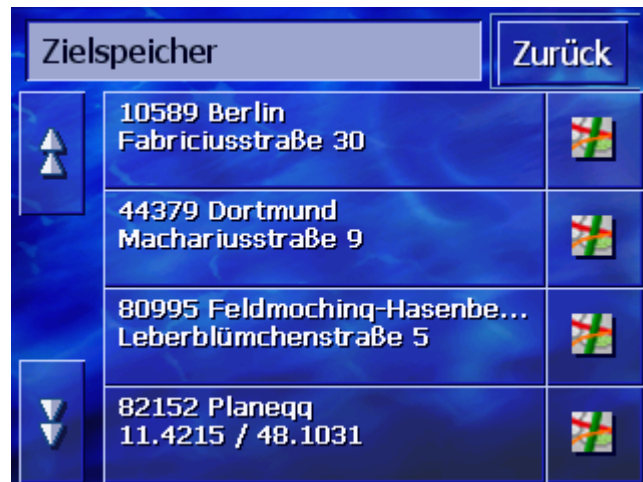 Zielspeicher
Zurück
10589 Berlin
Fabriciusstraße 30
44379 Dortmund
Machariusstraße 9
80995 Feldmoching-Hasenbe...
Leberblümchenstraße 5
82152 Planegg
11.4215 / 48.1031